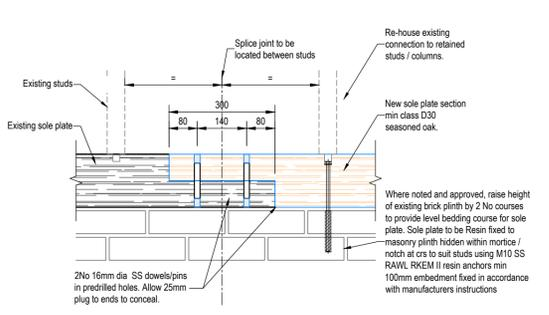 Re-house existing
connection to retained
studs / columns.
Splice joint to be
located between studs
=
=
Existing studs
300
80
140
80
New sole plate section
min class D30
seasoned oak.
Existing sole plate
Where noted and approved, raise height
of existing brick plinth by 2 No courses
to provide level bedding course for sole
plate. Sole plate to be Resin fixed to
masonry plinth hidden within mortice /
notch at crs to suit studs using M10 SS
RAWL RKEM II resin anchors min
100mm embedment fixed in accordance
with manufacturers instructions
2No 16mm dia SS dowels/pins
in predrilled holes. Allow 25mm
plug to ends to conceal.